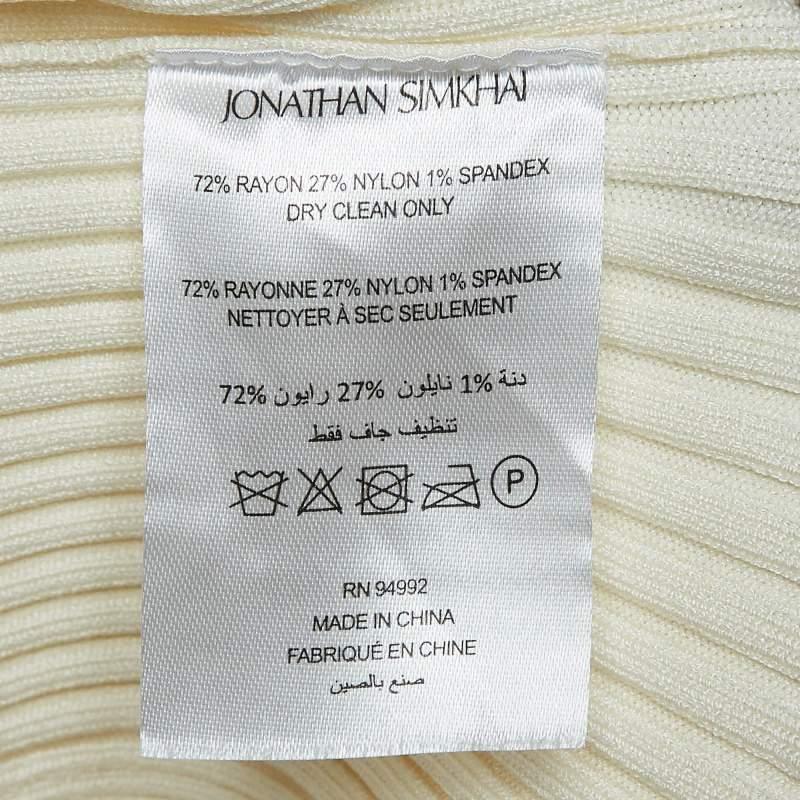 JONATHAN SIMKHAI
72% RAYON 27% NYLON 1% SPANDEX
DRY CLEAN ONLY
72% RAYONNE 27% NYLON 1% SPANDEX
NETTOYER À SEC SEULEMENT
72% رايون 27% نايلون 1% دنة
تنظيف جاف فقط
P
RN 94992
MADE IN CHINA
FABRIQUÉ EN CHINE
صنع بالصين